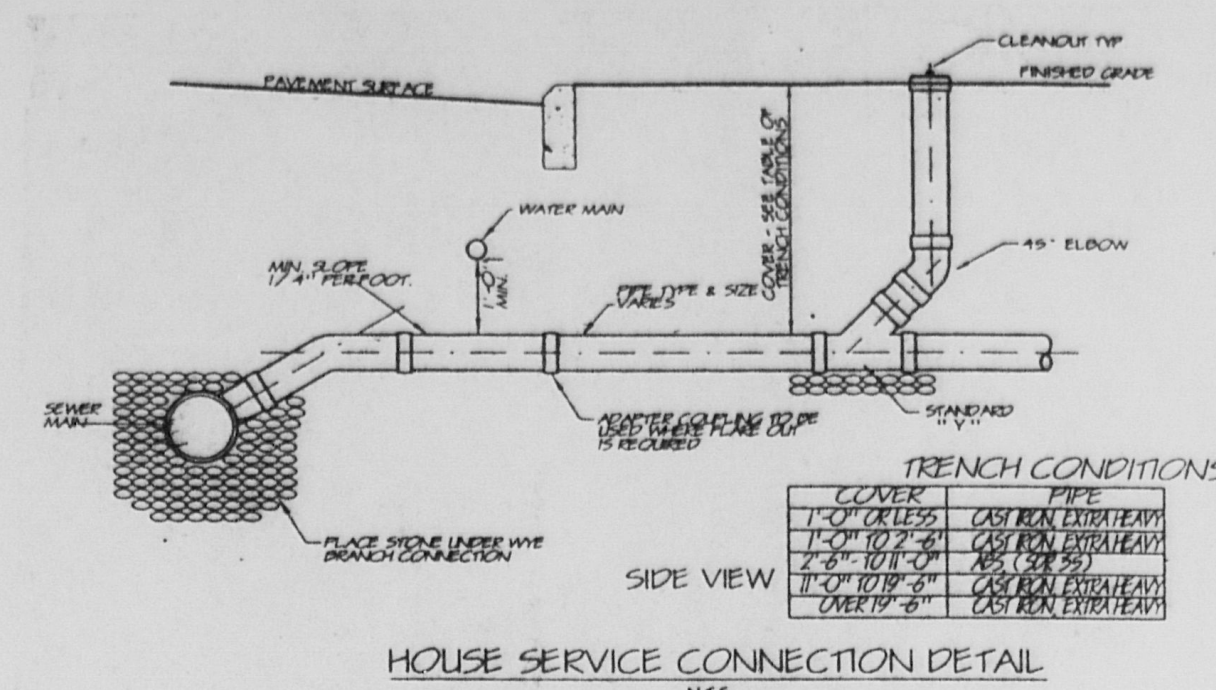 CLEANOUT TYP
PAVEMENT SURFACE
FINISHED GRADE
COVER - SEE TABLE OF
TRENCH CONDITIONS
WATER MAIN
45° ELBOW
MIN. SLOPE
1/4" PER FOOT.
1'-0"
MIN.
PIPE TYPE & SIZE
VARIES
SEWER
MAIN
ADAPTER COUPLING TO BE
USED WHERE FLARE OUT
IS REQUIRED
STANDARD
"Y"
TRENCH CONDITIONS
COVER PIPE
1'-0" OR LESS CAST IRON, EXTRA HEAVY
1'-0" TO 2'-6" CAST IRON, EXTRA HEAVY
2'-6"- TO 11'-0" ABS (SDR 35)
11'-0" TO 19'-6" CAST IRON, EXTRA HEAVY
OVER 19'-6" CAST IRON, EXTRA HEAVY
PLACE STONE UNDER WYE
BRANCH CONNECTION
SIDE VIEW
HOUSE SERVICE CONNECTION DETAIL